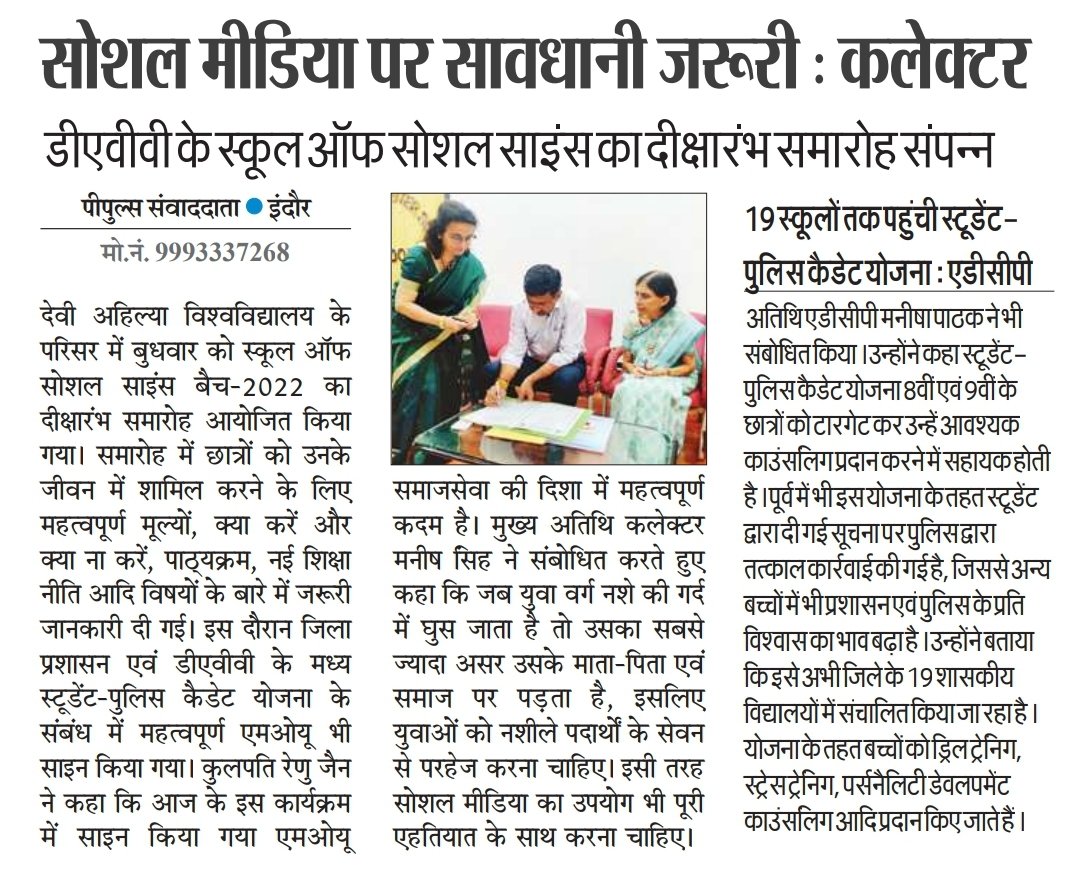 सोशल मीडिया पर सावधानी जरूरी : कलेक्टर
डीएवीवी के स्कूल ऑफ सोशल साइंस का दीक्षारंभ समारोह संपन्न
पीपुल्स संवाददाता ● इंदौर
मो.नं. 9993337268
देवी अहिल्या विश्वविद्यालय के
परिसर में बुधवार को स्कूल ऑफ
सोशल साइंस बैच-2022 का
दीक्षारंभ समारोह आयोजित किया
गया। समारोह में छात्रों को उनके
जीवन में शामिल करने के लिए
महत्वपूर्ण मूल्यों, क्या करें और
क्या ना करें, पाठ्यक्रम, नई शिक्षा
नीति आदि विषयों के बारे में जरूरी
जानकारी दी गई। इस दौरान जिला
प्रशासन एवं डीएवीवी के मध्य
स्टूडेंट-पुलिस कैडेट योजना के
संबंध में महत्वपूर्ण एमओयू भी
साइन किया गया। कुलपति रेणु जैन
ने कहा कि आज के इस कार्यक्रम
में साइन किया गया एमओयू
समाजसेवा की दिशा में महत्वपूर्ण
कदम है। मुख्य अतिथि कलेक्टर
मनीष सिंह ने संबोधित करते हुए
कहा कि जब युवा वर्ग नशे की गर्द
में घुस जाता है तो उसका सबसे
ज्यादा असर उसके माता-पिता एवं
समाज पर पड़ता है, इसलिए
युवाओं को नशीले पदार्थों के सेवन
से परहेज करना चाहिए। इसी तरह
सोशल मीडिया का उपयोग भी पूरी
एहतियात के साथ करना चाहिए।
19 स्कूलों तक पहुंची स्टूडेंट-
पुलिस कैडेट योजना : एडीसीपी
अतिथि एडीसीपी मनीषा पाठक ने भी
संबोधित किया। उन्होंने कहा स्टूडेंट-
पुलिस कैडेट योजना 8वीं एवं 9वीं के
छात्रों को टारगेट कर उन्हें आवश्यक
काउंसलिग प्रदान करने में सहायक होती
है। पूर्व में भी इस योजना के तहत स्टूडेंट
द्वारा दी गई सूचना पर पुलिस द्वारा
तत्काल कार्रवाई की गई है, जिससे अन्य
बच्चों में भी प्रशासन एवं पुलिस के प्रति
विश्वास का भाव बढ़ा है। उन्होंने बताया
कि इसे अभी जिले के 19 शासकीय
विद्यालयों में संचालित किया जा रहा है।
योजना के तहत बच्चों को ड्रिल ट्रेनिग,
स्ट्रेस ट्रेनिग, पर्सनैलिटी डेवलपमेंट
काउंसलिग आदि प्रदान किए जाते हैं।